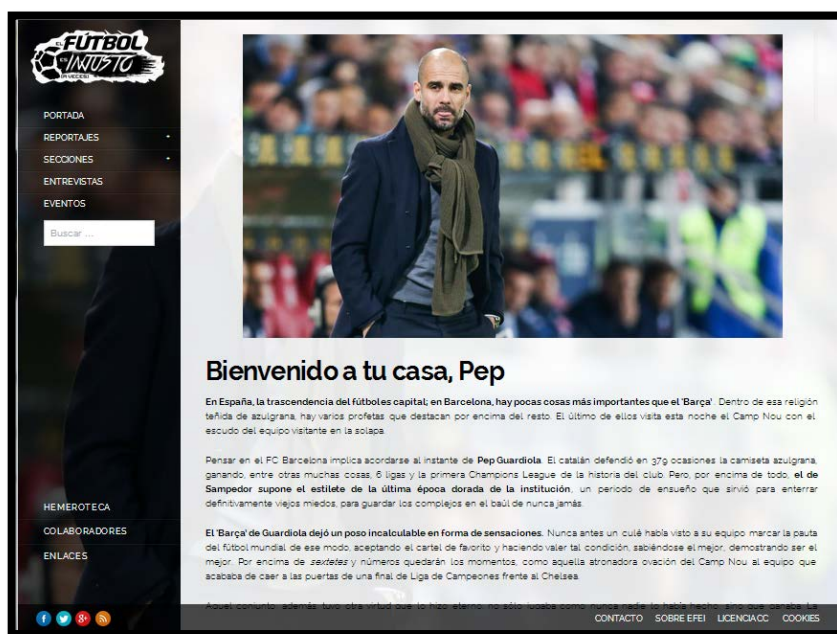 EL FÚTBOL
ES INJUSTO
(A VECES)
PORTADA
REPORTAJES
SECCIONES
ENTREVISTAS
EVENTOS
Buscar ...
HEMEROTECA
COLABORADORES
ENLACES
Bienvenido a tu casa, Pep
En España, la trascendencia del fútbol es capital; en Barcelona, hay pocas cosas más importantes que el 'Barça'. Dentro de esa religión
teñida de azulgrana, hay varios profetas que destacan por encima del resto. El último de ellos visita esta noche el Camp Nou con el
escudo del equipo visitante en la solapa.
Pensar en el FC Barcelona implica acordarse al instante de Pep Guardiola. El catalán defendió en 379 ocasiones la camiseta azulgrana,
ganando, entre otras muchas cosas, 6 ligas y la primera Champions League de la historia del club. Pero, por encima de todo, el de
Sampedor supone el estilete de la última época dorada de la institución, un periodo de ensueño que sirvió para enterrar
definitivamente viejos miedos, para guardar los complejos en el baúl de nunca jamás.
El 'Barça' de Guardiola dejó un poso incalculable en forma de sensaciones. Nunca antes un culé había visto a su equipo marcar la pauta
del fútbol mundial de ese modo, aceptando el cartel de favorito y haciendo valer tal condición, sabiéndose el mejor, demostrando ser el
mejor. Por encima de sextetes y números quedarán los momentos, como aquella atronadora ovación del Camp Nou al equipo que
acababa de caer a las puertas de una final de Liga de Campeones frente al Chelsea.
Aquel conjunto, además, tuvo otra virtud que lo hizo eterno: no sólo jugaba como nunca nadie lo había hecho, sino que ganaba. La
CONTACTO SOBRE EFEI LICENCIA CC COOKIES